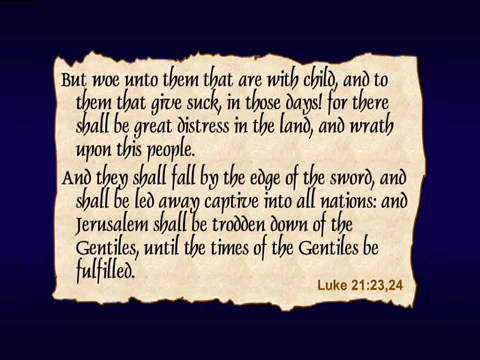 But woe unto them that are with child, and to
them that give suck, in those days! for there
shall be great distress in the land, and wrath
upon this people.
And they shall fall by the edge of the sword, and
shall be led away captive into all nations: and
Jerusalem shall be trodden down of the
Gentiles, until the times of the Gentiles be
fulfilled.
Luke 21:23,24